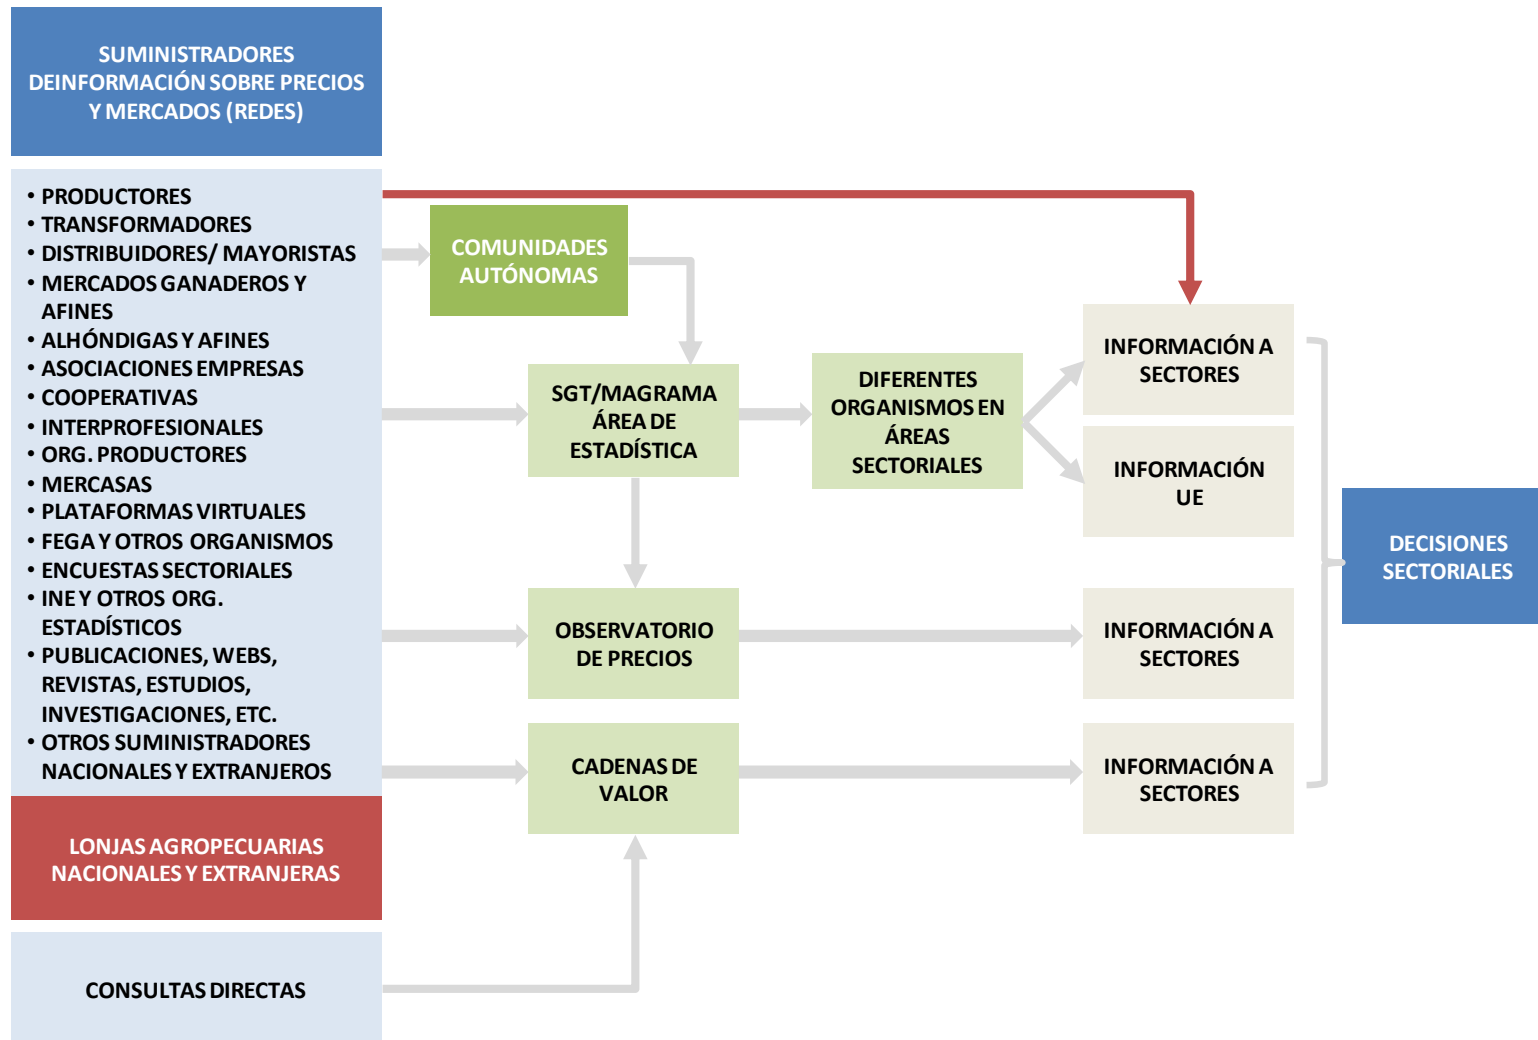 SUMINISTRADORES
DEINFORMACIÓN SOBRE PRECIOS
Y MERCADOS (REDES)
• PRODUCTORES
• TRANSFORMADORES
• DISTRIBUIDORES/ MAYORISTAS
• MERCADOS GANADEROS Y
AFINES
• ALHÓNDIGAS Y AFINES
• ASOCIACIONES EMPRESAS
• COOPERATIVAS
• INTERPROFESIONALES
• ORG. PRODUCTORES
• MERCASAS
• PLATAFORMAS VIRTUALES
• FEGA Y OTROS ORGANISMOS
• ENCUESTAS SECTORIALES
• INE Y OTROS ORG.
ESTADÍSTICOS
• PUBLICACIONES, WEBS,
REVISTAS, ESTUDIOS,
INVESTIGACIONES, ETC.
• OTROS SUMINISTRADORES
NACIONALES Y EXTRANJEROS
LONJAS AGROPECUARIAS
NACIONALES Y EXTRANJERAS
CONSULTAS DIRECTAS
COMUNIDADES
AUTÓNOMAS
SGT/MAGRAMA
ÁREA DE
ESTADÍSTICA
OBSERVATORIO
DE PRECIOS
CADENAS DE
VALOR
DIFERENTES
ORGANISMOS EN
ÁREAS
SECTORIALES
INFORMACIÓN A
SECTORES
INFORMACIÓN
UE
INFORMACIÓN A
SECTORES
INFORMACIÓN A
SECTORES
DECISIONES
SECTORIALES